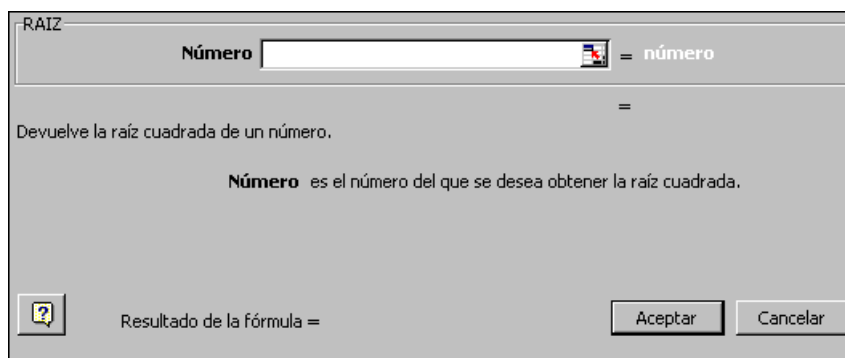 RAIZ
Número = número
=
Devuelve la raíz cuadrada de un número.
Número es el número del que se desea obtener la raíz cuadrada.
Resultado de la fórmula = Aceptar Cancelar